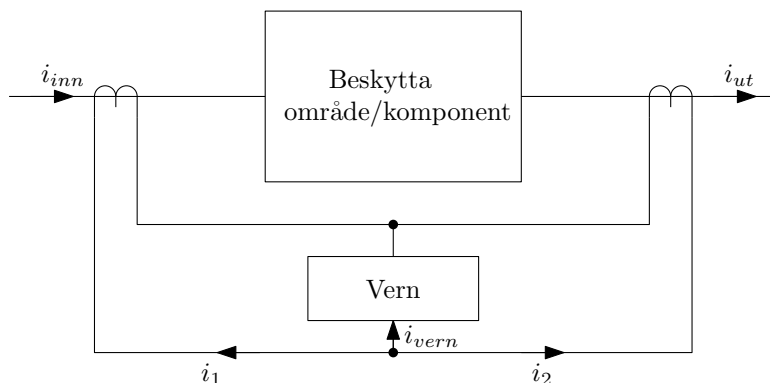 i_inn
Beskytta
område/komponent
i_ut
Vern
i_vern
i_1
i_2